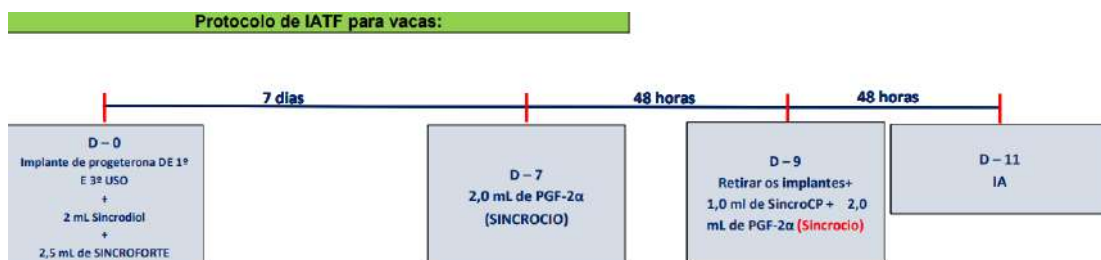 Protocolo de IATF para vacas:
7 dias
48 horas
48 horas
D – 0
Implante de progeterona DE 1º
E 3º USO
+
2 mL Sincrodiol
+
2,5 mL de SINCROFORTE
D – 7
2,0 mL de PGF-2α
(SINCROCIO)
D – 9
Retirar os implantes+
1,0 ml de SincroCP + 2,0
mL de PGF-2α (Sincrocio)
D – 11
IA